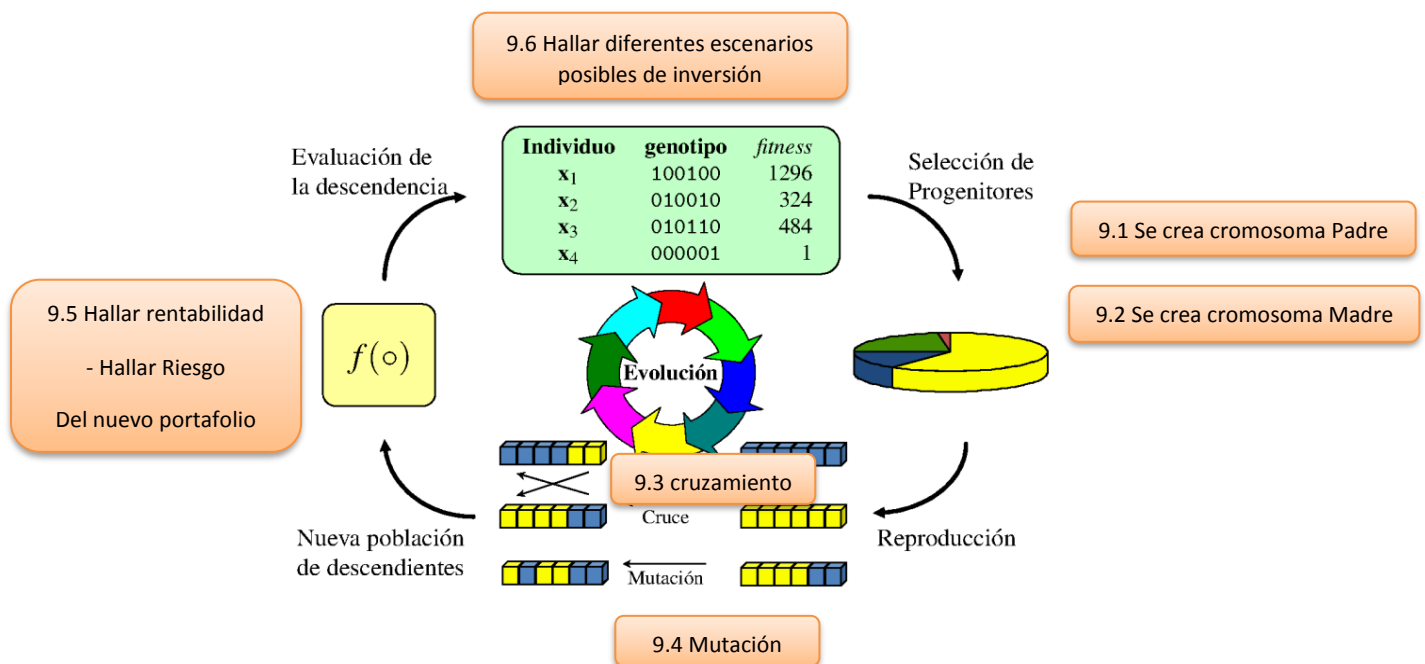 9.6 Hallar diferentes escenarios
posibles de inversión
Evaluación de
la descendencia
Individuo genotipo fitness
x1 100100 1296
x2 010010 324
x3 010110 484
x4 000001 1
Selección de
Progenitores
9.1 Se crea cromosoma Padre
9.2 Se crea cromosoma Madre
9.5 Hallar rentabilidad
- Hallar Riesgo
Del nuevo portafolio
f(∘)
Evolución
9.3 cruzamiento
Cruce
Nueva población
de descendientes
Reproducción
Mutación
9.4 Mutación